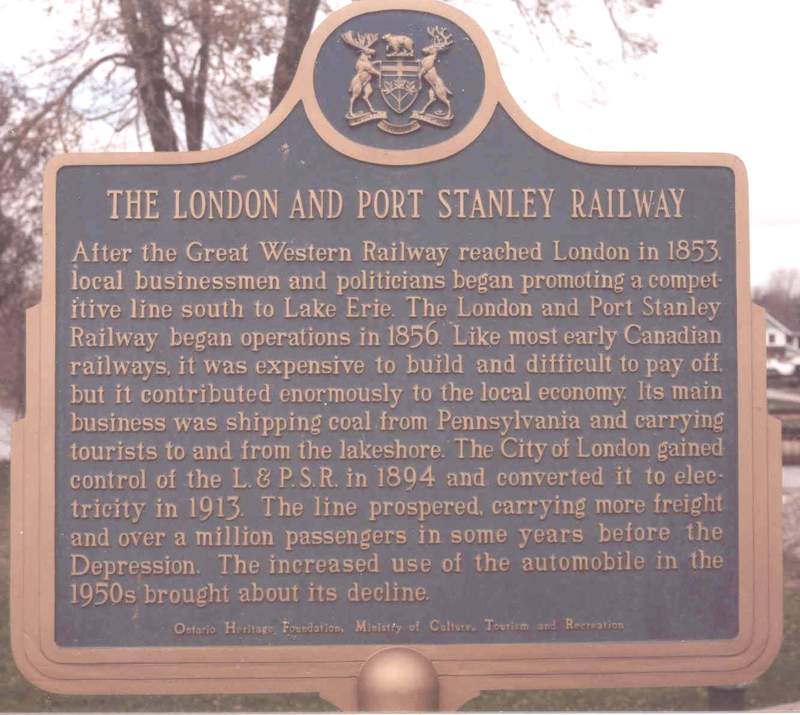 THE LONDON AND PORT STANLEY RAILWAY
After the Great Western Railway reached London in 1853,
local businessmen and politicians began promoting a compet-
itive line south to Lake Erie. The London and Port Stanley
Railway began operations in 1856. Like most early Canadian
railways, it was expensive to build and difficult to pay off,
but it contributed enormously to the local economy. Its main
business was shipping coal from Pennsylvania and carrying
tourists to and from the lakeshore. The City of London gained
control of the L. & P.S.R. in 1894 and converted it to elec-
tricity in 1913. The line prospered, carrying more freight
and over a million passengers in some years before the
Depression. The increased use of the automobile in the
1950s brought about its decline.
Ontario Heritage Foundation, Ministry of Culture, Tourism and Recreation